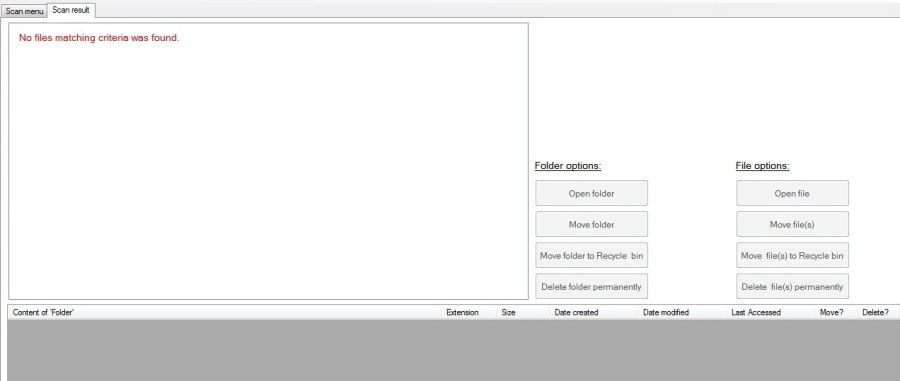 Scan menu Scan result
No files matching criteria was found.
Folder options: File options:
Open folder Open file
Move folder Move file(s)
Move folder to Recycle bin Move file(s) to Recycle bin
Delete folder permanently Delete file(s) permanently
Content of 'Folder' Extension Size Date created Date modified Last Accessed Move? Delete?